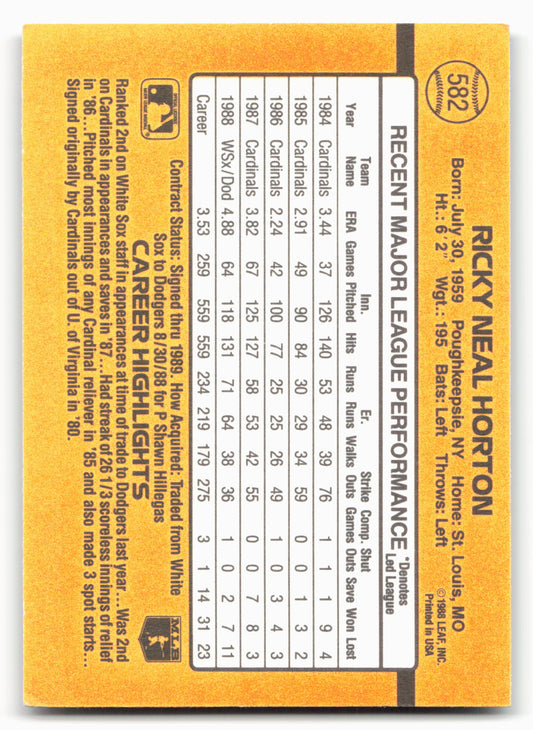 582
RICKY NEAL HORTON
Born: July 30, 1959 Poughkeepsie, NY Home: St. Louis, MO
Ht.: 6' 2" Wgt.: 195 Bats: Left Throws: Left
©1988 LEAF, INC.
Printed in USA
RECENT MAJOR LEAGUE PERFORMANCE *Denotes Led League
Team Inn. Er. Strike Comp. Shut
Year Name ERA Games Pitched Hits Runs Runs Walks Outs Games Outs Save Won Lost
1984 Cardinals 3.44 37 126 140 53 48 39 76 1 1 1 9 4
1985 Cardinals 2.91 49 90 84 30 29 34 59 0 0 1 3 2
1986 Cardinals 2.24 42 100 77 25 25 26 49 1 0 3 4 3
1987 Cardinals 3.82 67 125 127 58 53 42 55 0 0 7 8 3
1988 WSx/Dod 4.88 64 118 131 71 64 38 36 1 0 2 7 11
Career 3.53 259 559 559 234 219 179 275 3 1 14 31 23
Contract Status: Signed thru 1989. How Acquired: Traded from White
Sox to Dodgers 8/30/88 for P Shawn Hillegas
CAREER HIGHLIGHTS
MLB
Ranked 2nd on White Sox staff in appearances at time of trade to Dodgers last year...Was 2nd
on Cardinals in appearances and saves in '87...Had streak of 26 1/3 scoreless innings of relief
in '86...Pitched most innings of any Cardinal reliever in '85 and also made 3 spot starts...
Signed originally by Cardinals out of U. of Virginia in '80.